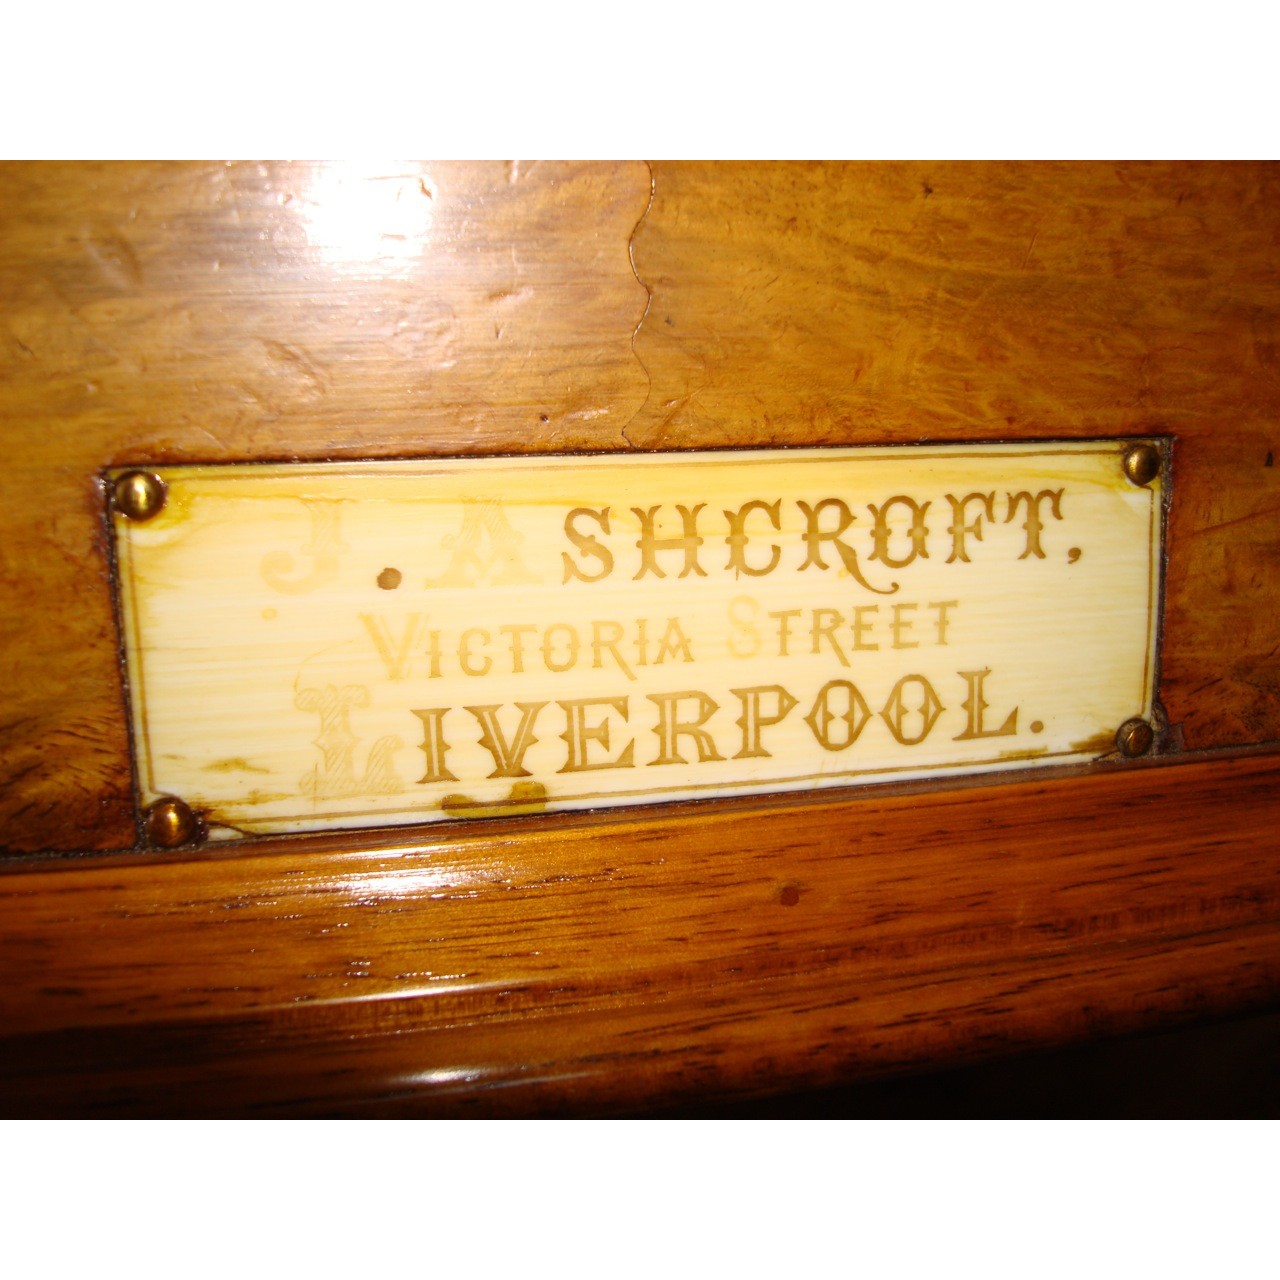 J. ASHCROFT,
VICTORIA STREET
LIVERPOOL.